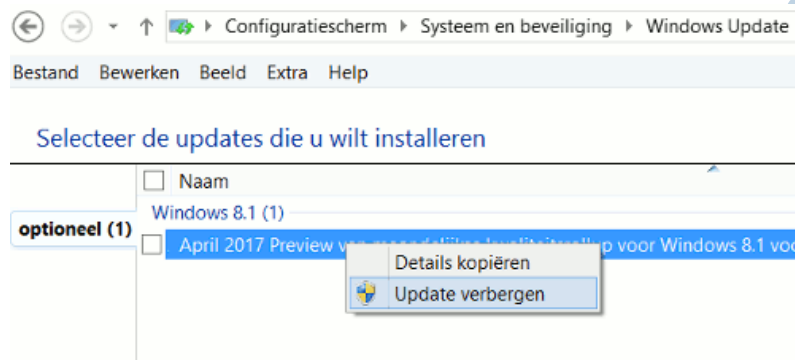 Configuratiescherm Systeem en beveiliging Windows Update
Bestand Bewerken Beeld Extra Help
Selecteer de updates die u wilt installeren
Naam
Windows 8.1 (1)
optioneel (1)
April 2017 Preview voor Windows 8.1
Details kopiëren
Update verbergen